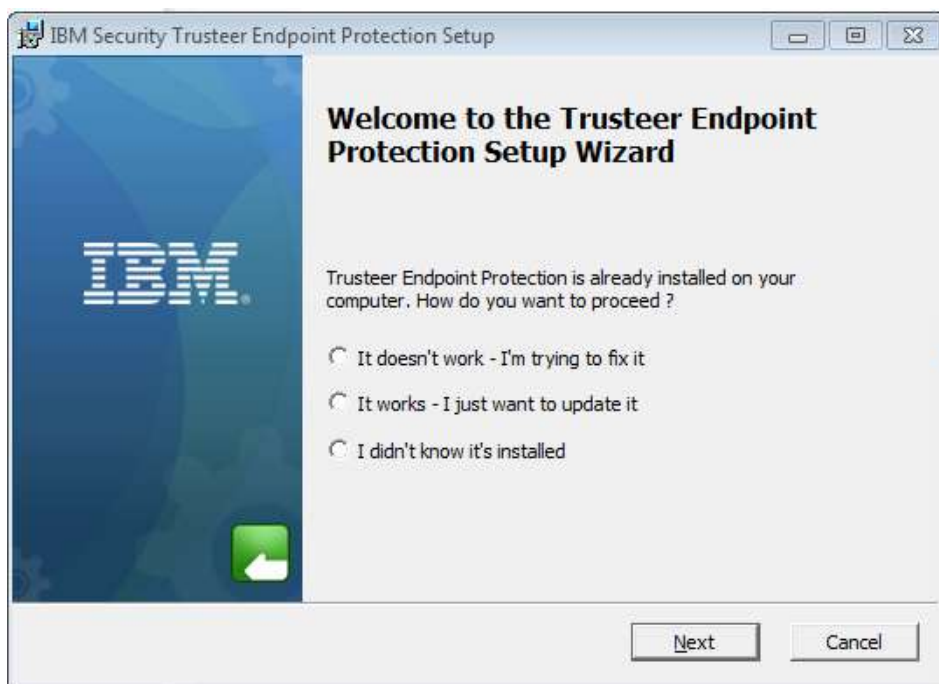 IBM Security Trusteer Endpoint Protection Setup
Welcome to the Trusteer Endpoint
Protection Setup Wizard
IBM.
Trusteer Endpoint Protection is already installed on your
computer. How do you want to proceed ?
It doesn't work - I'm trying to fix it
It works - I just want to update it
I didn't know it's installed
Next
Cancel